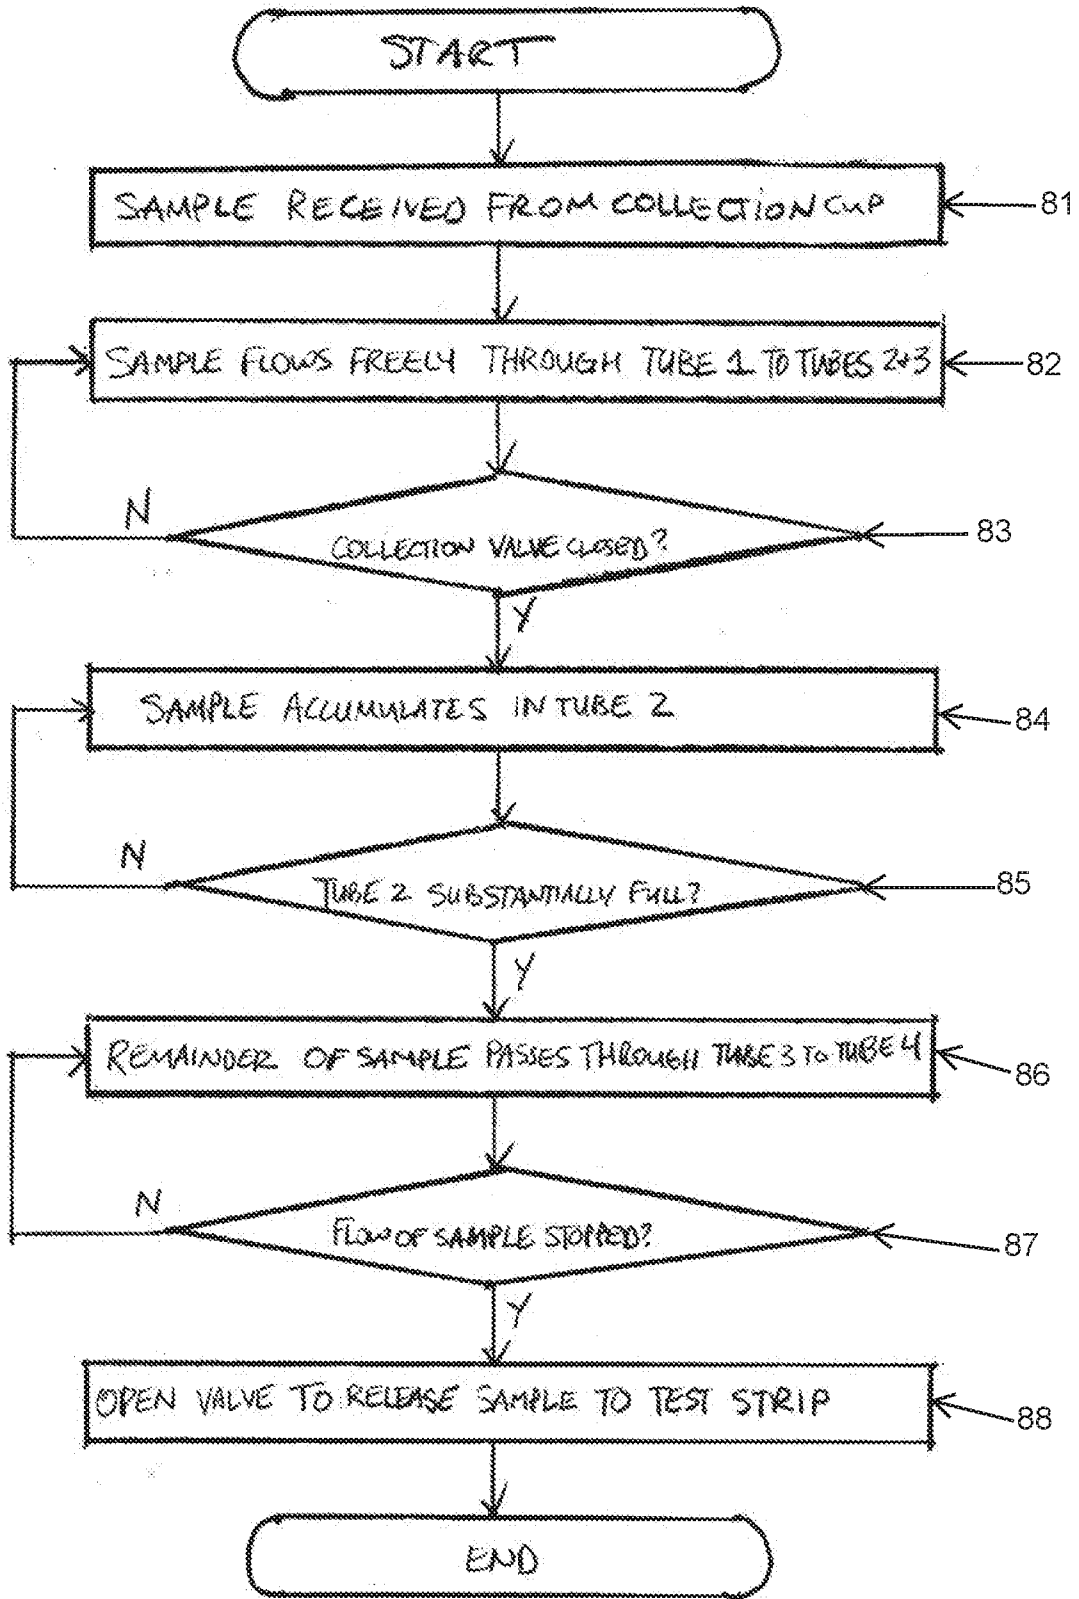 START
SAMPLE RECEIVED FROM COLLECTION CUP
81
SAMPLE FLOWS FREELY THROUGH TUBE 1 TO TUBES 2+3
82
N
COLLECTION VALVE CLOSED?
83
Y
SAMPLE ACCUMULATES IN TUBE 2
84
N
TUBE 2 SUBSTANTIALLY FULL?
85
Y
REMAINDER OF SAMPLE PASSES THROUGH TUBE 3 TO TUBE 4
86
N
FLOW OF SAMPLE STOPPED?
87
Y
OPEN VALVE TO RELEASE SAMPLE TO TEST STRIP
88
END